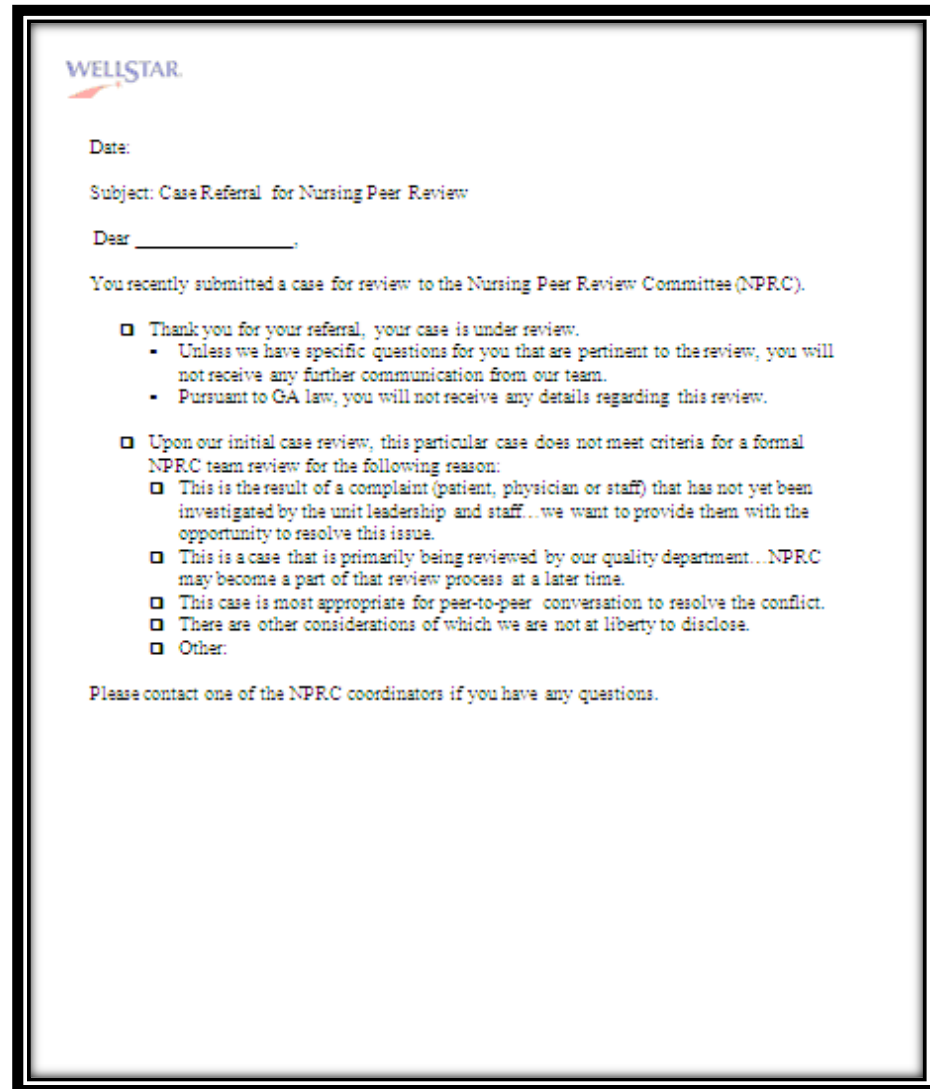 WELLSTAR.
Date:
Subject: Case Referral for Nursing Peer Review
Dear _________________,
You recently submitted a case for review to the Nursing Peer Review Committee (NPRC).
Thank you for your referral, your case is under review.
Unless we have specific questions for you that are pertinent to the review, you will
not receive any further communication from our team.
Pursuant to GA law, you will not receive any details regarding this review.
Upon our initial case review, this particular case does not meet criteria for a formal
NPRC team review for the following reason:
This is the result of a complaint (patient, physician or staff) that has not yet been
investigated by the unit leadership and staff…we want to provide them with the
opportunity to resolve this issue.
This is a case that is primarily being reviewed by our quality department…NPRC
may become a part of that review process at a later time.
This case is most appropriate for peer-to-peer conversation to resolve the conflict.
There are other considerations of which we are not at liberty to disclose.
Other:
Please contact one of the NPRC coordinators if you have any questions.